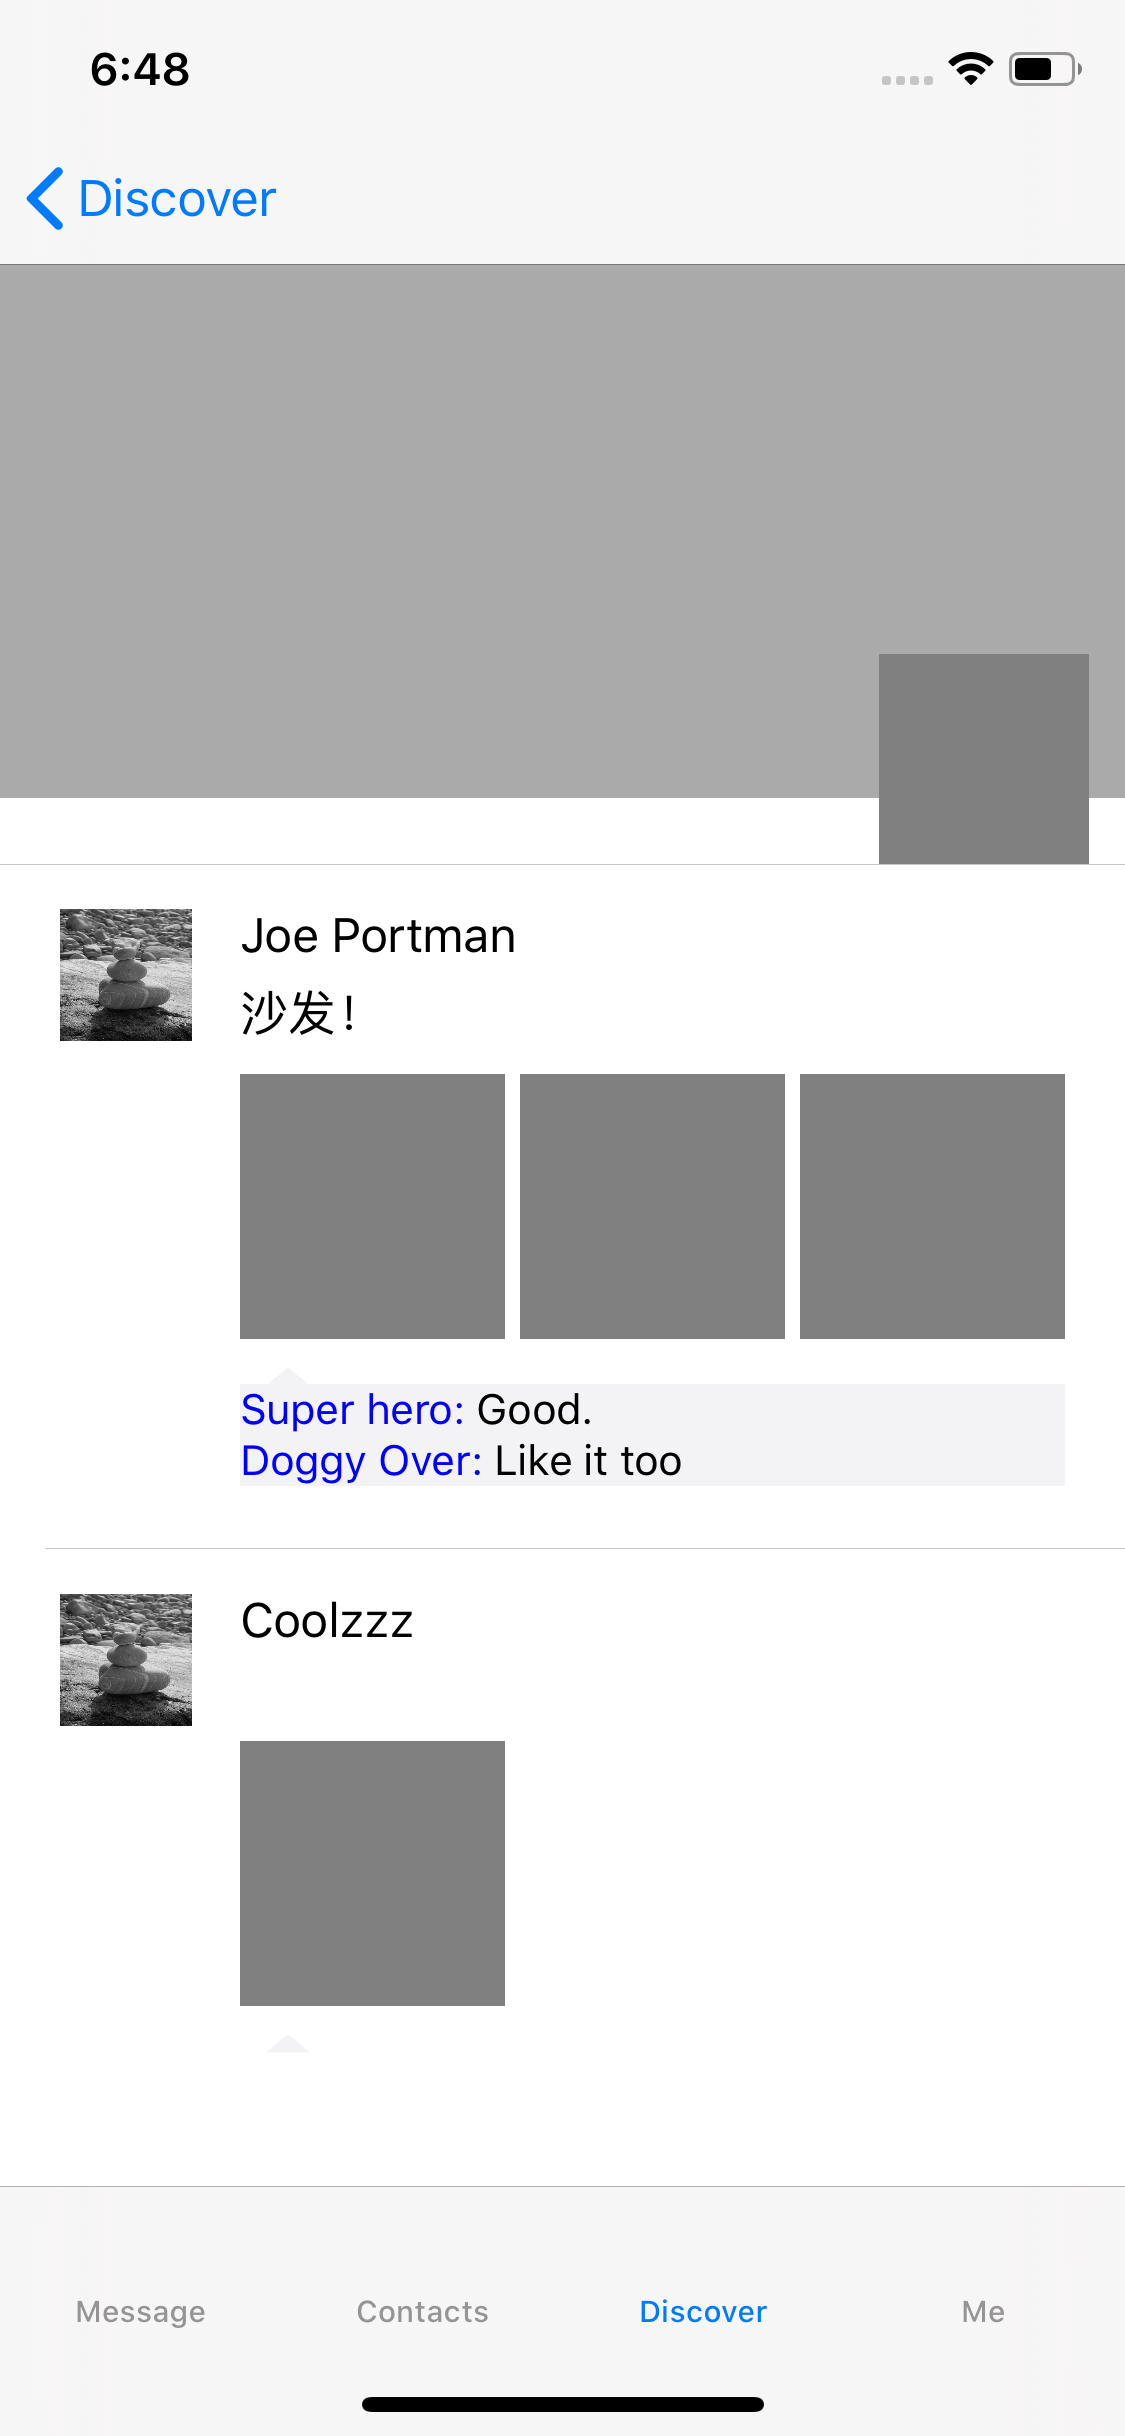 6:48
Discover
Joe Portman
沙发！
Super hero: Good.
Doggy Over: Like it too
Coolzzz
Message
Contacts
Discover
Me